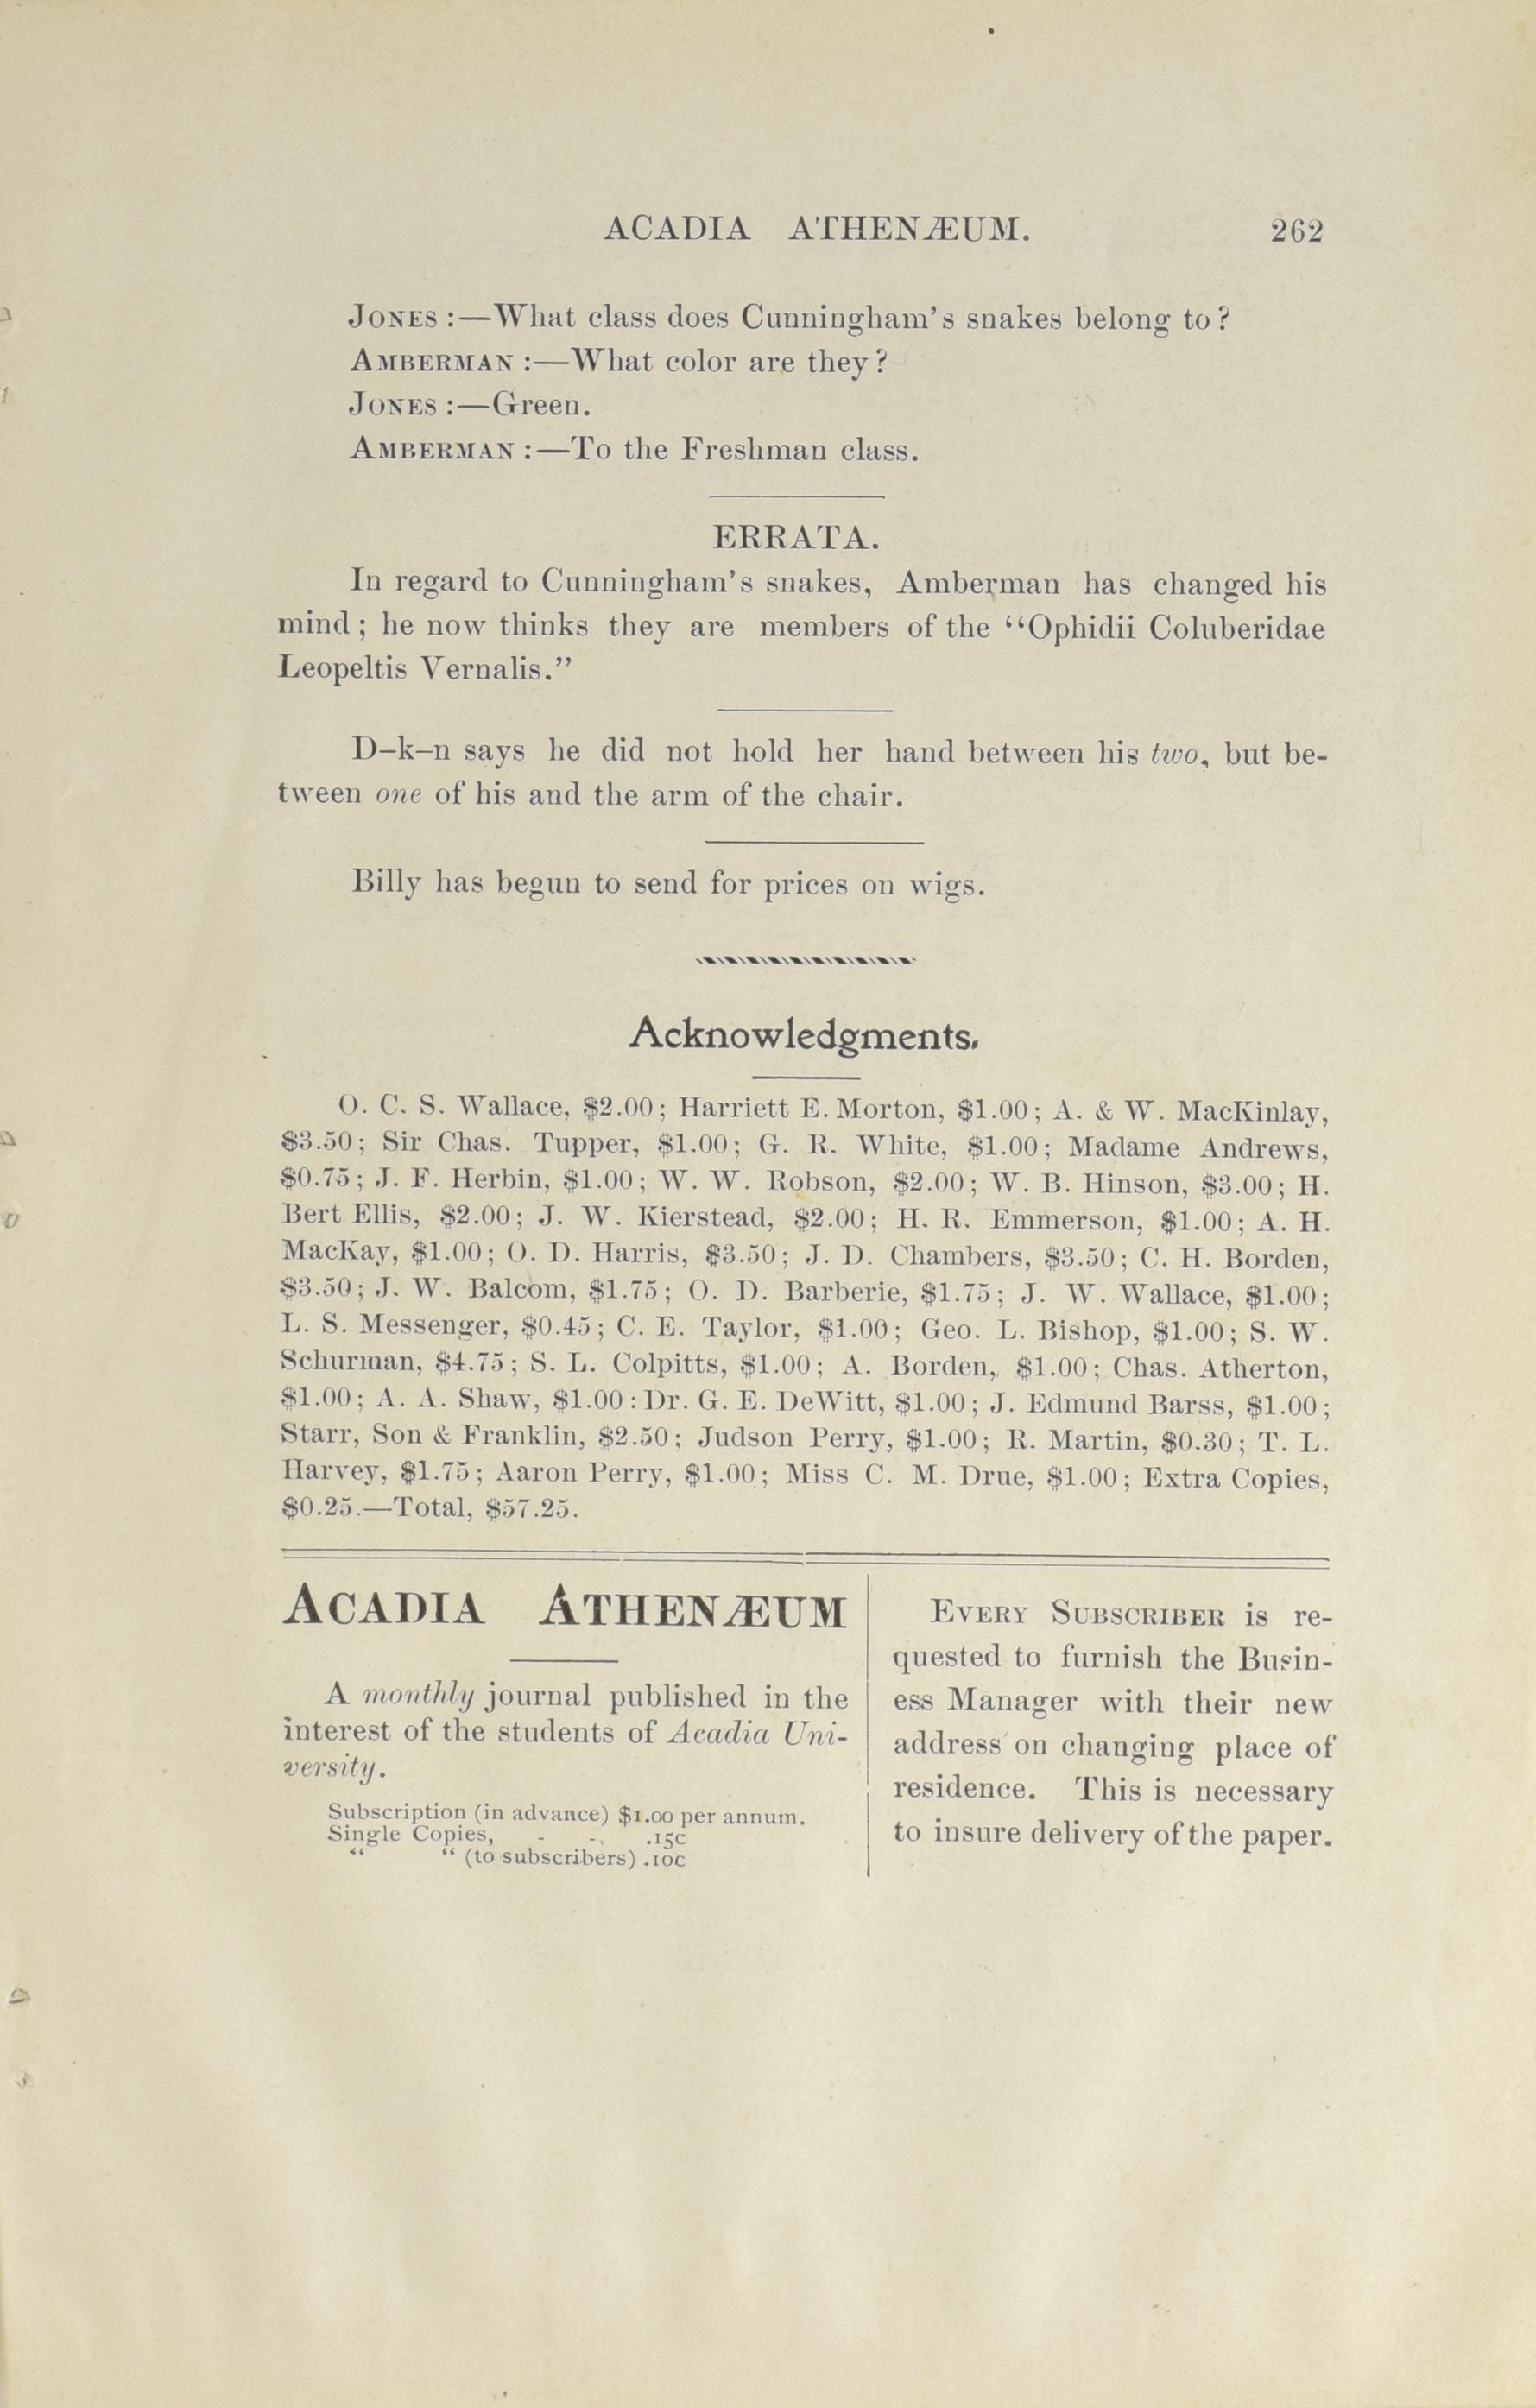 ACADIA ATHENÆUM. 262
JONES :—What class does Cunningham's snakes belong to ?
AMBERMAN :—What color are they ?
JONES :—Green.
AMBERMAN :—To the Freshman class.
ERRATA.
In regard to Cunningham's snakes, Amberman has changed his
mind ; he now thinks they are members of the “Ophidii Coluberidae
Leopeltis Vernalis.”
D–k–n says he did not hold her hand between his two, but be-
tween one of his and the arm of the chair.
Billy has begun to send for prices on wigs.
Acknowledgments.
O. C. S. Wallace, $2.00; Harriett E. Morton, $1.00; A. & W. MacKinlay,
$3.50; Sir Chas. Tupper, $1.00; G. R. White, $1.00; Madame Andrews,
$0.75; J. F. Herbin, $1.00; W. W. Robson, $2.00; W. B. Hinson, $3.00; H.
Bert Ellis, $2.00; J. W. Kierstead, $2.00; H. R. Emmerson, $1.00; A. H.
MacKay, $1.00; O. D. Harris, $3.50; J. D. Chambers, $3.50; C. H. Borden,
$3.50; J. W. Balcom, $1.75; O. D. Barberie, $1.75; J. W. Wallace, $1.00;
L. S. Messenger, $0.45; C. E. Taylor, $1.00; Geo. L. Bishop, $1.00; S. W.
Schurman, $4.75; S. L. Colpitts, $1.00; A. Borden, $1.00; Chas. Atherton,
$1.00; A. A. Shaw, $1.00: Dr. G. E. DeWitt, $1.00; J. Edmund Barss, $1.00;
Starr, Son & Franklin, $2.50; Judson Perry, $1.00; R. Martin, $0.30; T. L.
Harvey, $1.75; Aaron Perry, $1.00; Miss C. M. Drue, $1.00; Extra Copies,
$0.25.—Total, $57.25.
ACADIA ATHENÆUM
A monthly journal published in the
interest of the students of Acadia Uni-
versity.
Subscription (in advance) $1.00 per annum.
Single Copies, - - .15c
“ “ (to subscribers) .10c
EVERY SUBSCRIBER is re-
quested to furnish the Busin-
ess Manager with their new
address on changing place of
residence. This is necessary
to insure delivery of the paper.